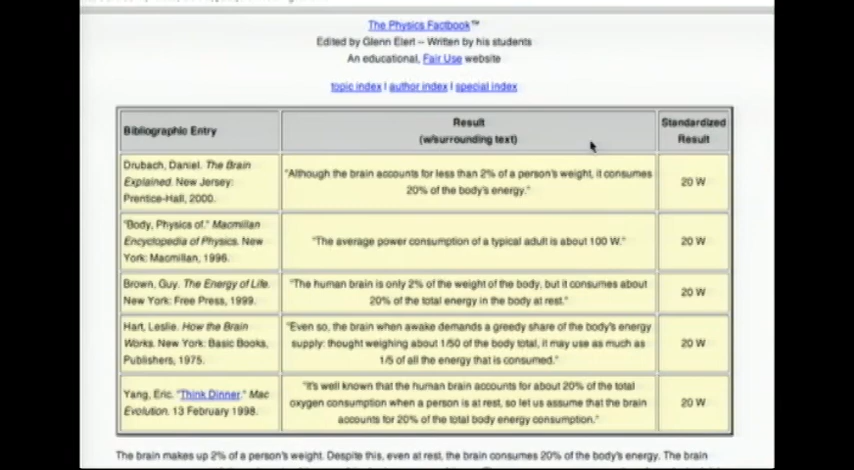 The Physics Factbook™
Edited by Glenn Elert -- Written by his students
An educational, Fair Use website
topic index | author index | special index
Bibliographic Entry
Result
(w/surrounding text)
Standardized
Result
Drubach, Daniel. The Brain
Explained. New Jersey:
Prentice-Hall, 2000.
"Although the brain accounts for less than 2% of a person's weight, it consumes
20% of the body's energy."
20 W
"Body, Physics of." Macmillan
Encyclopedia of Physics. New
York: Macmillan, 1996.
"The average power consumption of a typical adult is about 100 W."
20 W
Brown, Guy. The Energy of Life.
New York: Free Press, 1999.
"The human brain is only 2% of the weight of the body, but it consumes about
20% of the total energy in the body at rest."
20 W
Hart, Leslie. How the Brain
Works. New York: Basic Books,
Publishers, 1975.
"Even so, the brain when awake demands a greedy share of the body's energy
supply: thought weighing about 1/50 of the body total, it may use as much as
1/5 of all the energy that is consumed."
20 W
Yang, Eric. "Think Dinner." Mac
Evolution. 13 February 1998.
"It's well known that the human brain accounts for about 20% of the total
oxygen consumption when a person is at rest, so let us assume that the brain
accounts for 20% of the total body energy consumption."
20 W
The brain makes up 2% of a person's weight. Despite this, even at rest, the brain consumes 20% of the body's energy. The brain